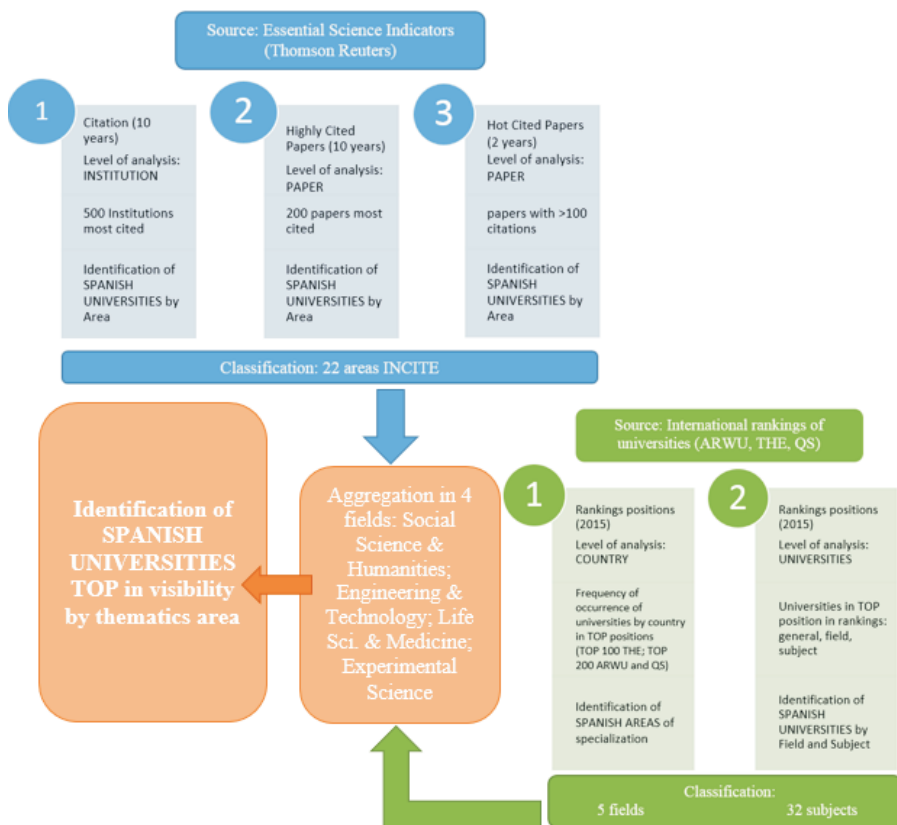 Source: Essential Science Indicators
(Thomson Reuters)
1
Citation (10
years)
Level of analysis:
INSTITUTION
500 Institutions
most cited
Identification of
SPANISH
UNIVERSITIES by
Area
2
Highly Cited
Papers (10 years)
Level of analysis:
PAPER
200 papers most
cited
Identification of
SPANISH
UNIVERSITIES by
Area
3
Hot Cited Papers
(2 years)
Level of analysis:
PAPER
papers with >100
citations
Identification of
SPANISH
UNIVERSITIES by
Area
Classification: 22 areas INCITE
Identification of
SPANISH
UNIVERSITIES
TOP in visibility
by thematics area
Aggregation in 4
fields: Social
Science &
Humanities;
Engineering &
Technology; Life
Sci. & Medicine;
Experimental
Science
Source: International rankings of
universities (ARWU, THE, QS)
1
Rankings positions
(2015)
Level of analysis:
COUNTRY
Frequency of
occurrence of
universities by country
in TOP positions
(TOP 100 THE; TOP
200 ARWU and QS)
Identification of
SPANISH AREAS of
specialization
2
Rankings positions
(2015)
Level of analysis:
UNIVERSITIES
Universities in TOP
position in rankings:
general, field,
subject
Identification of
SPANISH
UNIVERSITIES by
Field and Subject
Classification:
5 fields 32 subjects